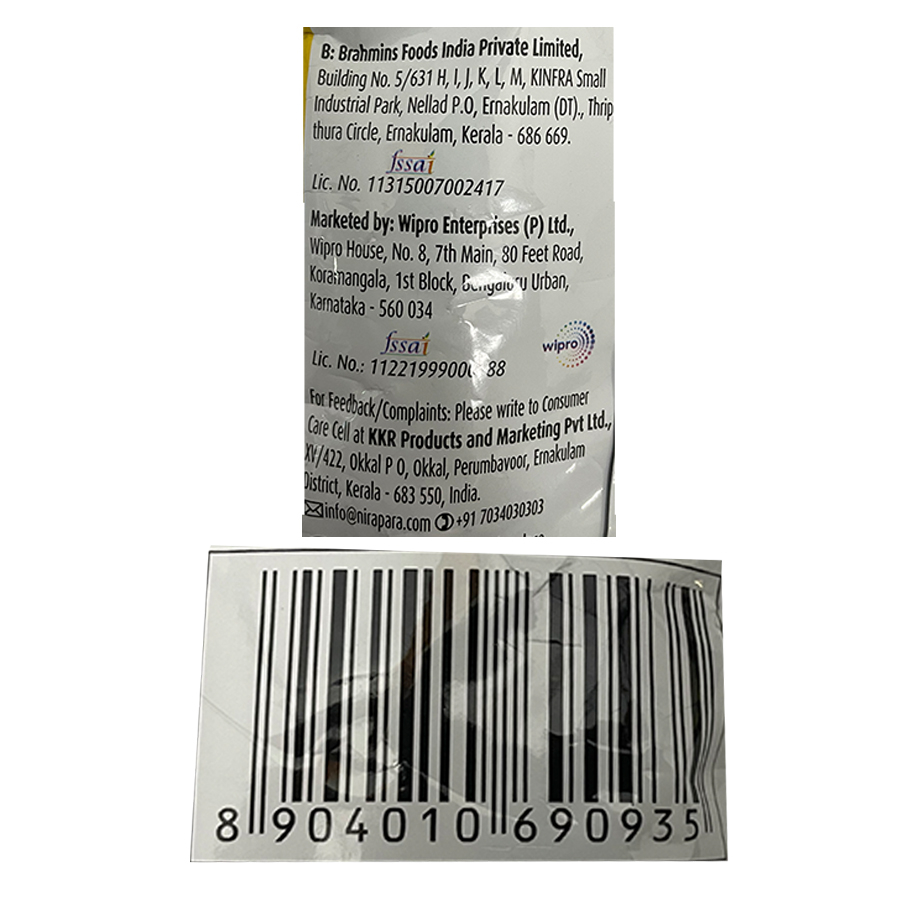 B: Brahmins Foods India Private Limited,
Building No. 5/631 H, I, J, K, L, M, KINFRA Small
Industrial Park, Nellad P.O, Ernakulam (DT)., Thrip
thura Circle, Ernakulam, Kerala - 686 669.
fssai
Lic. No. 11315007002417
Marketed by: Wipro Enterprises (P) Ltd.,
Wipro House, No. 8, 7th Main, 80 Feet Road,
Koramangala, 1st Block, Bengaluru Urban,
Karnataka - 560 034
fssai
wipro
Lic. No.:
For Feedback/Complaints: Please write to Consumer
Care Cell at KKR Products and Marketing Pvt Ltd.,
XV/422, Okkal P O, Okkal, Perumbavoor, Ernakulam
District, Kerala - 683 550, India.
info@nirapara.com +91 7034030303
8 904010 690935